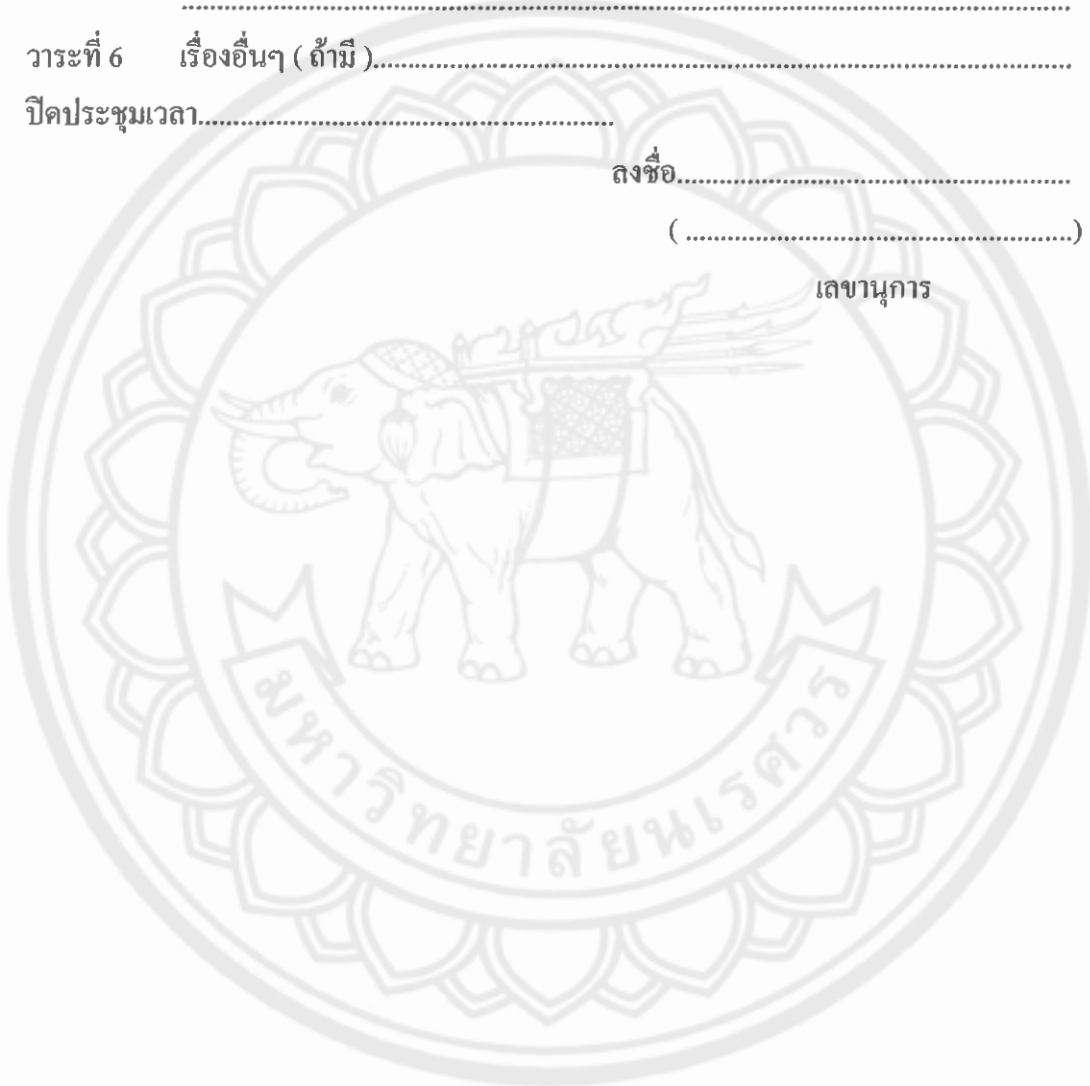 ................................................................................
วาระที่ 6 เรื่องอื่นๆ ( ถ้ามี )................................................................................
ปิดประชุมเวลา............................................................
ลงชื่อ.........................................................
( ........................................................)
เลขานุการ
มหาวิทยาลัยนเรศวร